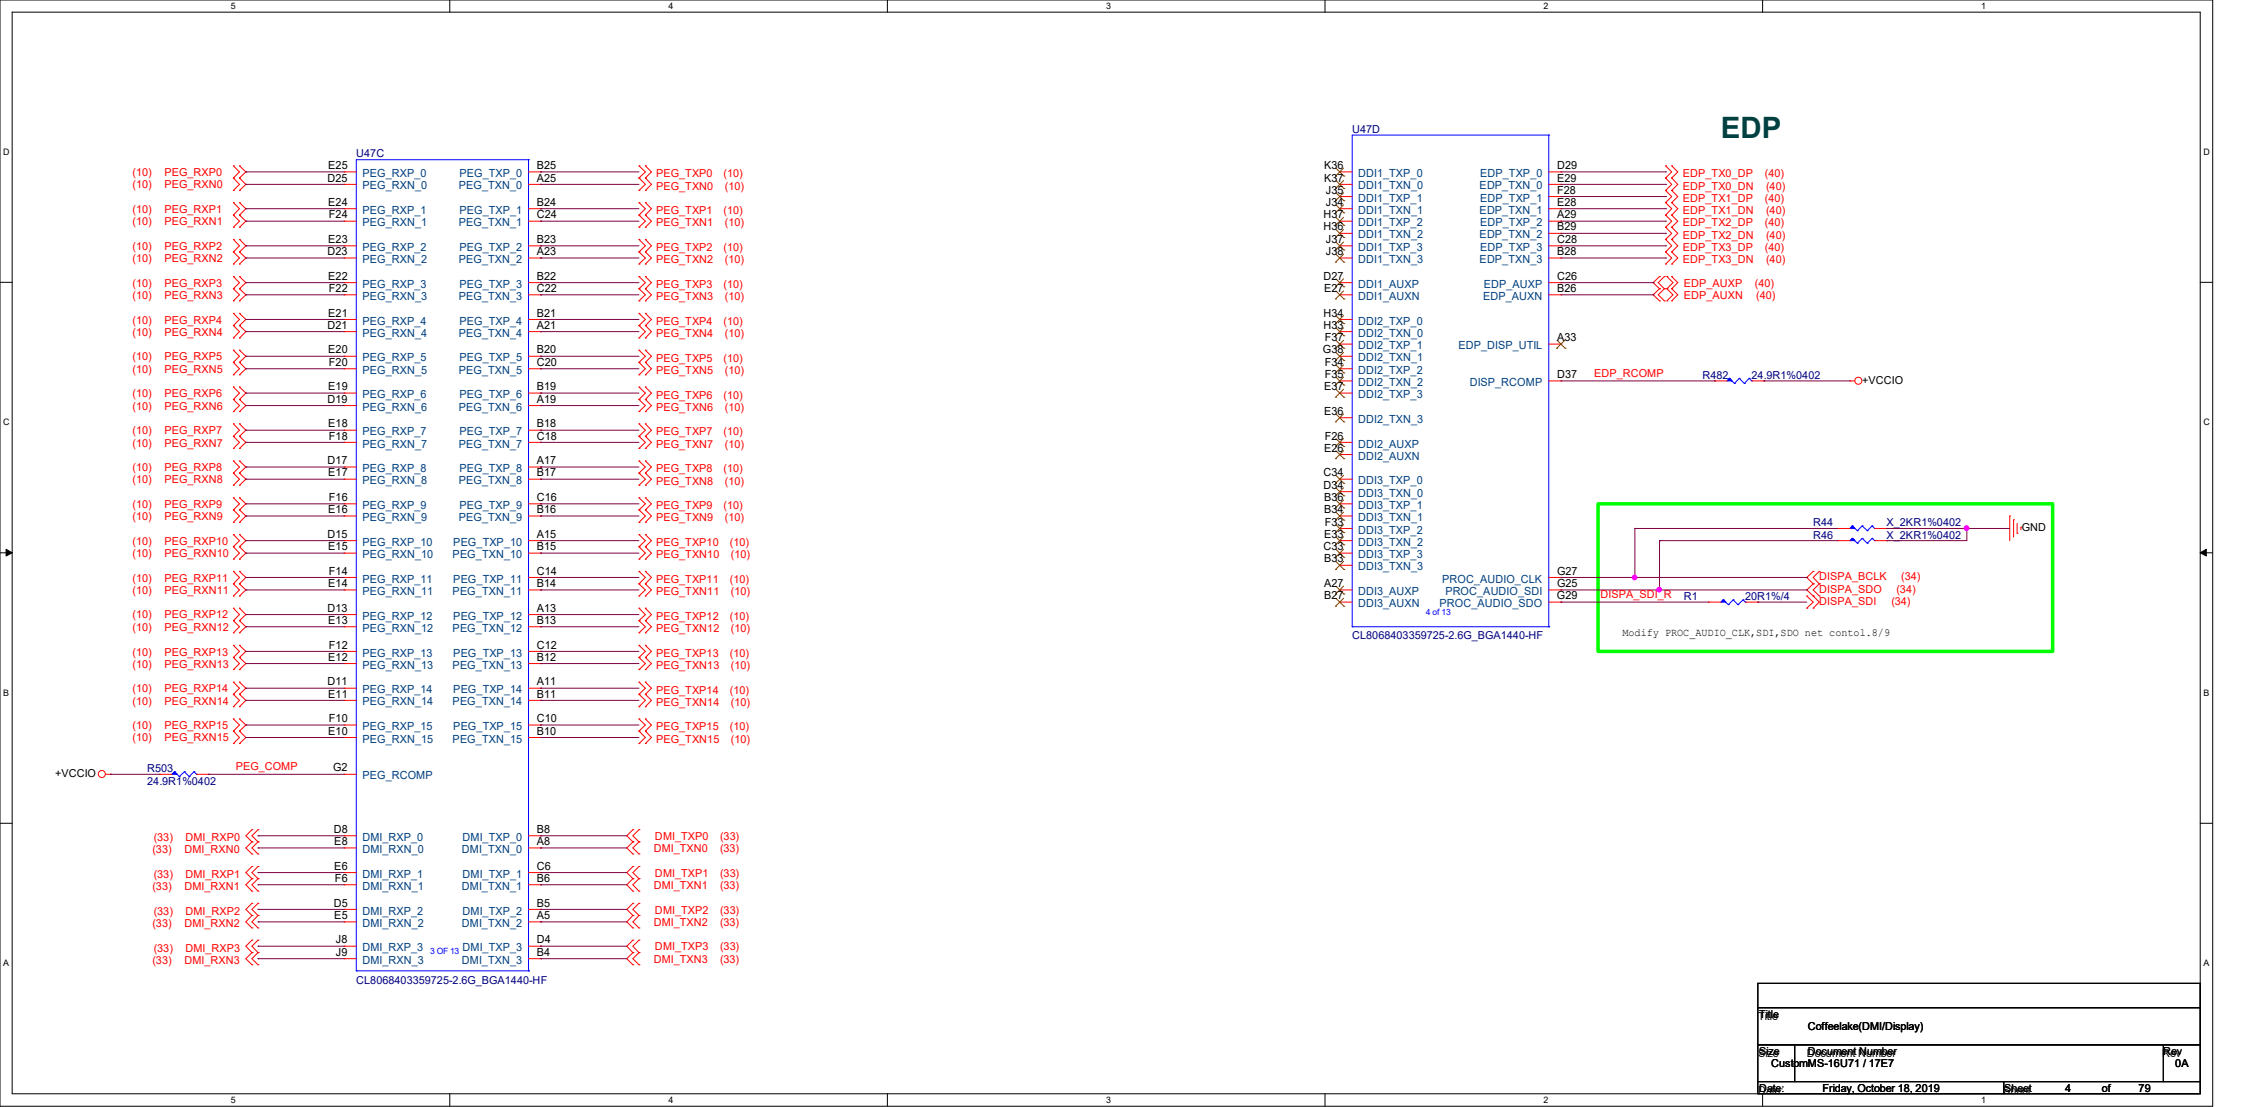 5 4 3 2 1
D
C
B
A
U47C
(10) PEG_RXP0 E25 PEG_RXP_0 PEG_TXP_0 B25 PEG_TXP0 (10)
(10) PEG_RXN0 D25 PEG_RXN_0 PEG_TXN_0 A25 PEG_TXN0 (10)
(10) PEG_RXP1 E24 PEG_RXP_1 PEG_TXP_1 B24 PEG_TXP1 (10)
(10) PEG_RXN1 F24 PEG_RXN_1 PEG_TXN_1 C24 PEG_TXN1 (10)
(10) PEG_RXP2 E23 PEG_RXP_2 PEG_TXP_2 B23 PEG_TXP2 (10)
(10) PEG_RXN2 D23 PEG_RXN_2 PEG_TXN_2 A23 PEG_TXN2 (10)
(10) PEG_RXP3 E22 PEG_RXP_3 PEG_TXP_3 B22 PEG_TXP3 (10)
(10) PEG_RXN3 F22 PEG_RXN_3 PEG_TXN_3 C22 PEG_TXN3 (10)
(10) PEG_RXP4 E21 PEG_RXP_4 PEG_TXP_4 B21 PEG_TXP4 (10)
(10) PEG_RXN4 D21 PEG_RXN_4 PEG_TXN_4 A21 PEG_TXN4 (10)
(10) PEG_RXP5 E20 PEG_RXP_5 PEG_TXP_5 B20 PEG_TXP5 (10)
(10) PEG_RXN5 F20 PEG_RXN_5 PEG_TXN_5 C20 PEG_TXN5 (10)
(10) PEG_RXP6 E19 PEG_RXP_6 PEG_TXP_6 B19 PEG_TXP6 (10)
(10) PEG_RXN6 D19 PEG_RXN_6 PEG_TXN_6 A19 PEG_TXN6 (10)
(10) PEG_RXP7 E18 PEG_RXP_7 PEG_TXP_7 B18 PEG_TXP7 (10)
(10) PEG_RXN7 F18 PEG_RXN_7 PEG_TXN_7 C18 PEG_TXN7 (10)
(10) PEG_RXP8 D17 PEG_RXP_8 PEG_TXP_8 A17 PEG_TXP8 (10)
(10) PEG_RXN8 E17 PEG_RXN_8 PEG_TXN_8 B17 PEG_TXN8 (10)
(10) PEG_RXP9 F16 PEG_RXP_9 PEG_TXP_9 C16 PEG_TXP9 (10)
(10) PEG_RXN9 E16 PEG_RXN_9 PEG_TXN_9 B16 PEG_TXN9 (10)
(10) PEG_RXP10 D15 PEG_RXP_10 PEG_TXP_10 A15 PEG_TXP10 (10)
(10) PEG_RXN10 E15 PEG_RXN_10 PEG_TXN_10 B15 PEG_TXN10 (10)
(10) PEG_RXP11 F14 PEG_RXP_11 PEG_TXP_11 C14 PEG_TXP11 (10)
(10) PEG_RXN11 E14 PEG_RXN_11 PEG_TXN_11 B14 PEG_TXN11 (10)
(10) PEG_RXP12 D13 PEG_RXP_12 PEG_TXP_12 A13 PEG_TXP12 (10)
(10) PEG_RXN12 E13 PEG_RXN_12 PEG_TXN_12 B13 PEG_TXN12 (10)
(10) PEG_RXP13 F12 PEG_RXP_13 PEG_TXP_13 C12 PEG_TXP13 (10)
(10) PEG_RXN13 E12 PEG_RXN_13 PEG_TXN_13 B12 PEG_TXN13 (10)
(10) PEG_RXP14 D11 PEG_RXP_14 PEG_TXP_14 A11 PEG_TXP14 (10)
(10) PEG_RXN14 E11 PEG_RXN_14 PEG_TXN_14 B11 PEG_TXN14 (10)
(10) PEG_RXP15 F10 PEG_RXP_15 PEG_TXP_15 C10 PEG_TXP15 (10)
(10) PEG_RXN15 E10 PEG_RXN_15 PEG_TXN_15 B10 PEG_TXN15 (10)
+VCCIO R503 PEG_COMP G2 PEG_RCOMP
24.9R1%0402
(33) DMI_RXP0 D8 DMI_RXP_0 DMI_TXP_0 B8 DMI_TXP0 (33)
(33) DMI_RXN0 E8 DMI_RXN_0 DMI_TXN_0 A8 DMI_TXN0 (33)
(33) DMI_RXP1 E6 DMI_RXP_1 DMI_TXP_1 C6 DMI_TXP1 (33)
(33) DMI_RXN1 F6 DMI_RXN_1 DMI_TXN_1 B6 DMI_TXN1 (33)
(33) DMI_RXP2 D5 DMI_RXP_2 DMI_TXP_2 B5 DMI_TXP2 (33)
(33) DMI_RXN2 E5 DMI_RXN_2 DMI_TXN_2 A5 DMI_TXN2 (33)
(33) DMI_RXP3 J8 DMI_RXP_3 3 OF 13 DMI_TXP_3 D4 DMI_TXP3 (33)
(33) DMI_RXN3 J9 DMI_RXN_3 DMI_TXN_3 B4 DMI_TXN3 (33)
CL8068403359725-2.6G_BGA1440-HF
EDP
U47D
K36 DDI1_TXP_0 EDP_TXP_0 D29 EDP_TX0_DP (40)
K37 DDI1_TXN_0 EDP_TXN_0 E29 EDP_TX0_DN (40)
J35 DDI1_TXP_1 EDP_TXP_1 F28 EDP_TX1_DP (40)
J34 DDI1_TXN_1 EDP_TXN_1 E28 EDP_TX1_DN (40)
H37 DDI1_TXP_2 EDP_TXP_2 A29 EDP_TX2_DP (40)
H36 DDI1_TXN_2 EDP_TXN_2 B29 EDP_TX2_DN (40)
J37 DDI1_TXP_3 EDP_TXP_3 C28 EDP_TX3_DP (40)
J38 DDI1_TXN_3 EDP_TXN_3 B28 EDP_TX3_DN (40)
D27 DDI1_AUXP EDP_AUXP C26 EDP_AUXP (40)
E27 DDI1_AUXN EDP_AUXN B26 EDP_AUXN (40)
H34 DDI2_TXP_0
H33 DDI2_TXN_0
F37 DDI2_TXP_1 EDP_DISP_UTIL A33
G38 DDI2_TXN_1
F34 DDI2_TXP_2
F35 DDI2_TXN_2 DISP_RCOMP D37 EDP_RCOMP R482 24.9R1%0402 +VCCIO
E37 DDI2_TXP_3
E36 DDI2_TXN_3
F26 DDI2_AUXP
E26 DDI2_AUXN
C34 DDI3_TXP_0
D34 DDI3_TXN_0
B36 DDI3_TXP_1
B34 DDI3_TXN_1
F33 DDI3_TXP_2
E33 DDI3_TXN_2
C33 DDI3_TXP_3
B33 DDI3_TXN_3
R44 X_2KR1%0402 GND
R46 X_2KR1%0402
PROC_AUDIO_CLK G27 DISPA_BCLK (34)
A27 DDI3_AUXP PROC_AUDIO_SDI G25 DISPA_SDO (34)
B27 DDI3_AUXN PROC_AUDIO_SDO G29 DISPA_SDI_R R1 20R1%/4 DISPA_SDI (34)
4 of 13
CL8068403359725-2.6G_BGA1440-HF
Modify PROC_AUDIO_CLK,SDI,SDO net contol.8/9
Title
Coffeelake(DMI/Display)
Size Document Number Rev
Custom MS-16U71 / 17E7 0A
Date: Friday, October 18, 2019 Sheet 4 of 79
5 4 3 2 1
D
C
B
A